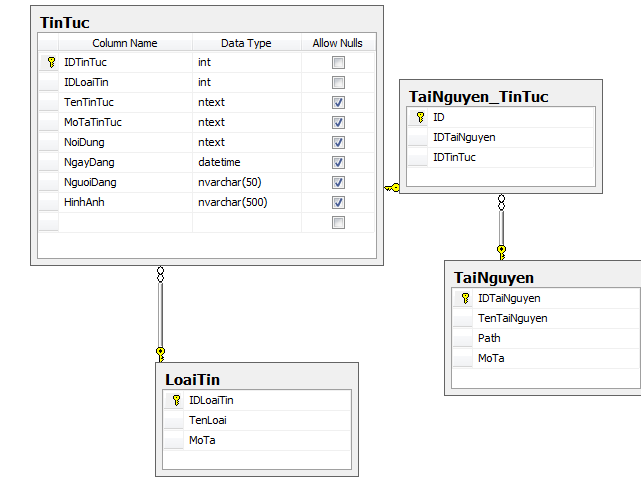 TinTuc
Column Name Data Type Allow Nulls
IDTinTuc int
IDLoaiTin int
TenTinTuc ntext
MoTaTinTuc ntext
NoiDung ntext
NgayDang datetime
NguoiDang nvarchar(50)
HinhAnh nvarchar(500)
TaiNguyen_TinTuc
ID
IDTaiNguyen
IDTinTuc
TaiNguyen
IDTaiNguyen
TenTaiNguyen
Path
MoTa
LoaiTin
IDLoaiTin
TenLoai
MoTa